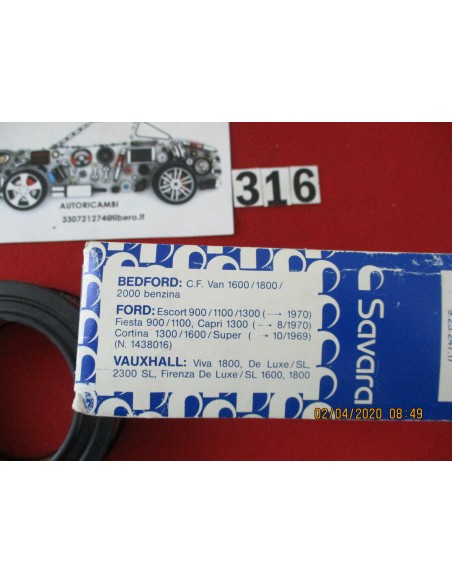 AUTORICAMBI
330721274@libero.it
316
BEDFORD: C.F. Van 1600/1800/
2000 benzina
FORD: Escort 900/1100/1300 (→ 1970)
Fiesta 900/1100, Capri 1300 (→ 8/1970)
Cortina 1300/1600/Super (→ 10/1969)
(N. 1438016)
VAUXHALL: Viva 1800, De Luxe/SL,
2300 SL, Firenza De Luxe/SL 1600, 1800
Savara
02/04/2020 08:49